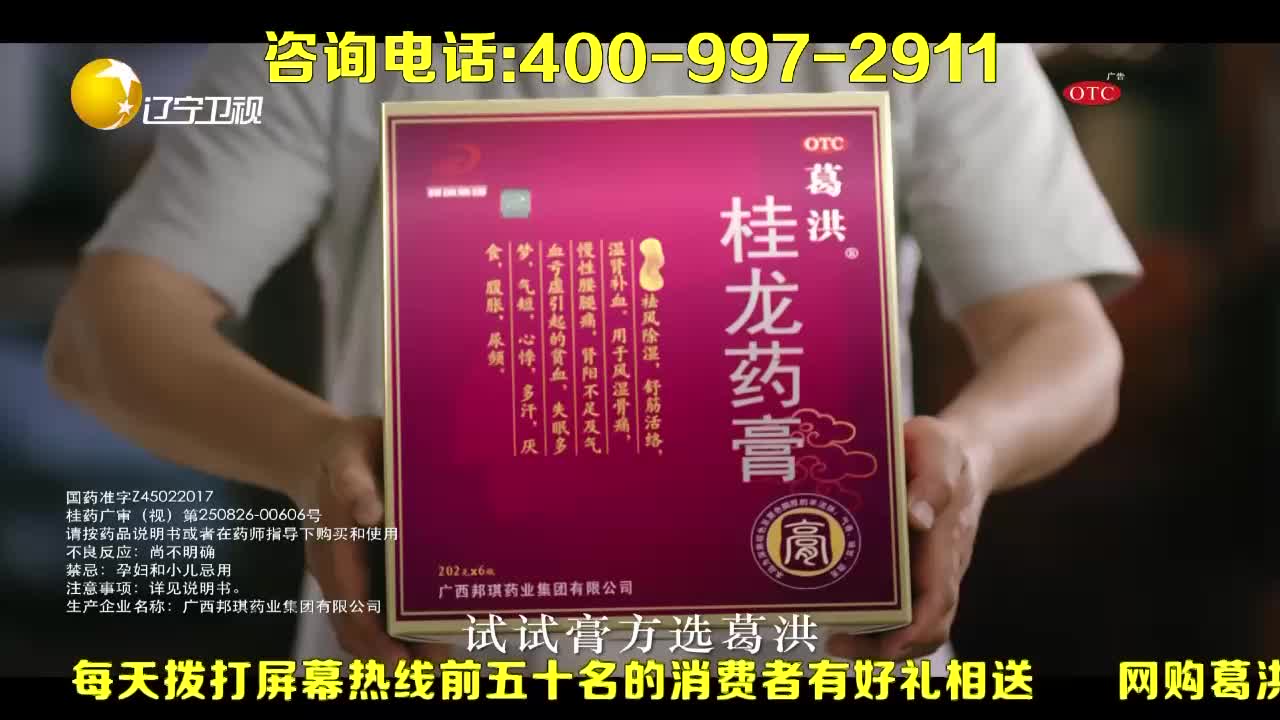 咨询电话:400-997-2911
辽宁卫视
广告
OTC
OTC
葛洪®
桂龙药膏
祛风除湿，舒筋活络，
温肾补血。用于风湿骨痛，
慢性腰腿痛，肾阳不足及气
血亏虚引起的贫血、失眠多
梦，气短，心悸，多汗，厌
食，腹胀，尿频。
膏
202克x6瓶
广西邦琪药业集团有限公司
国药准字Z45022017
桂药广审（视）第250826-00606号
请按药品说明书或者在药师指导下购买和使用
不良反应：尚不明确
禁忌：孕妇和小儿忌用
注意事项：详见说明书。
生产企业名称：广西邦琪药业集团有限公司
试试膏方选葛洪
每天拨打屏幕热线前五十名的消费者有好礼相送 网购葛洪